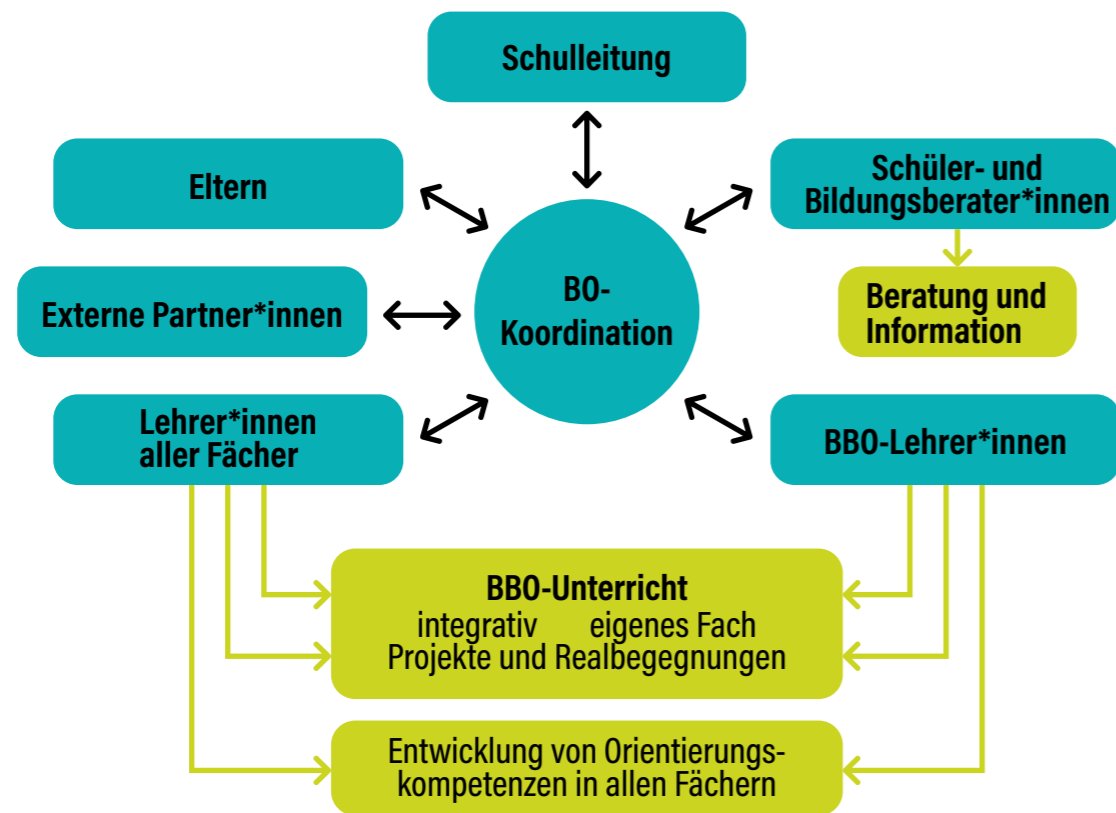 Schulleitung
Eltern
Schüler- und
Bildungsberater*innen
Externe Partner*innen
BO-
Koordination
Beratung und
Information
Lehrer*innen
aller Fächer
BBO-Lehrer*innen
BBO-Unterricht
integrativ eigenes Fach
Projekte und Realbegegnungen
Entwicklung von Orientierungs-
kompetenzen in allen Fächern